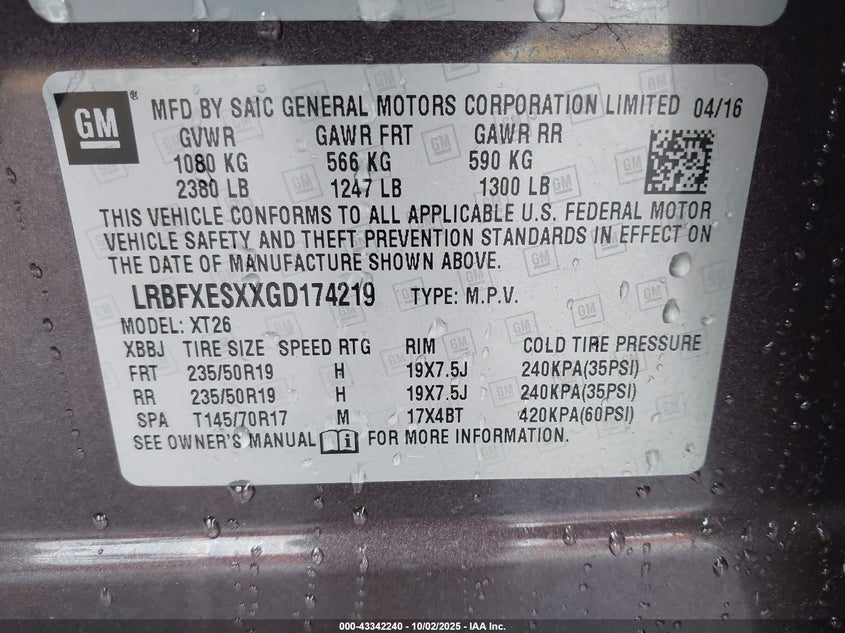 GM ® MFD BY SAIC GENERAL MOTORS CORPORATION LIMITED 04/16
GVWR GAWR FRT GAWR RR
1080 KG 566 KG 590 KG
2380 LB 1247 LB 1300 LB
THIS VEHICLE CONFORMS TO ALL APPLICABLE U.S. FEDERAL MOTOR
VEHICLE SAFETY AND THEFT PREVENTION STANDARDS IN EFFECT ON
THE DATE OF MANUFACTURE SHOWN ABOVE.
LRBFXESXXGD174219 TYPE: M.P.V.
MODEL: XT26
XBBJ TIRE SIZE SPEED RTG RIM COLD TIRE PRESSURE
FRT 235/50R19 H 19X7.5J 240KPA(35PSI)
RR 235/50R19 H 19X7.5J 240KPA(35PSI)
SPA T145/70R17 M 17X4BT 420KPA(60PSI)
SEE OWNER'S MANUAL FOR MORE INFORMATION.
000-43342240 - 10/02/2025 - IAA Inc.